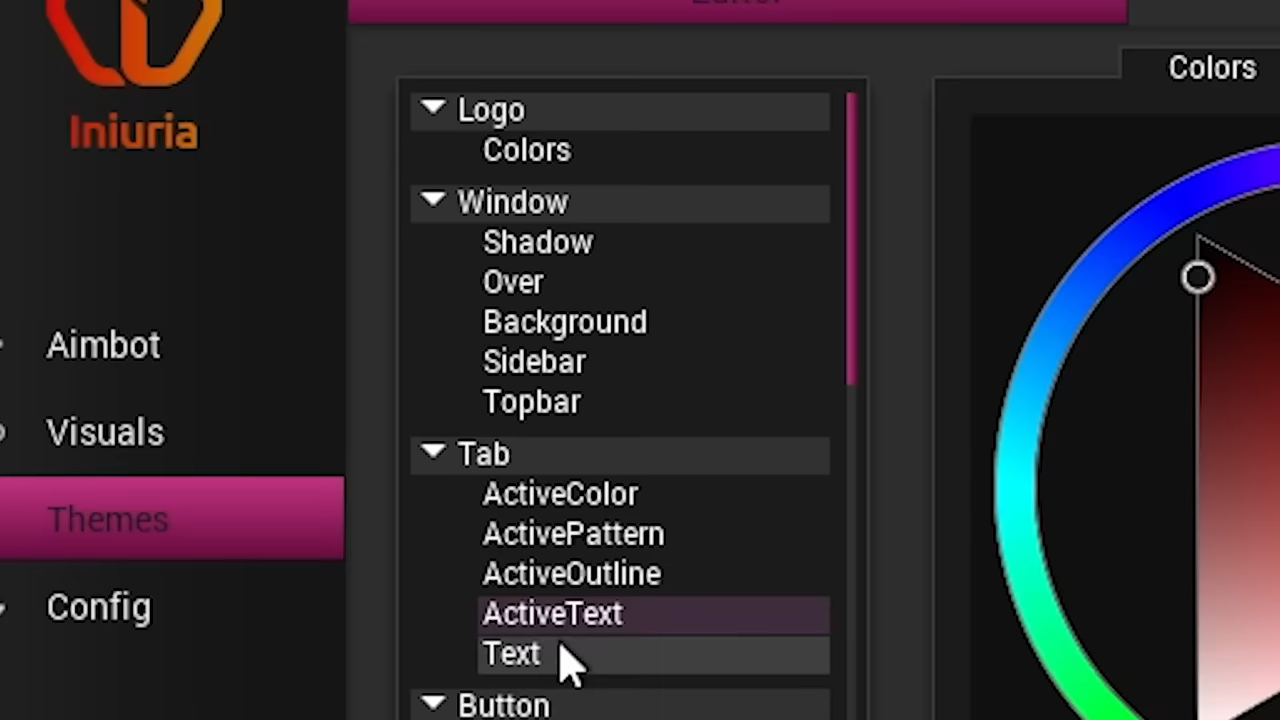 Editor
Iniuria
Aimbot
Visuals
Themes
Config
Logo
Colors
Window
Shadow
Over
Background
Sidebar
Topbar
Tab
ActiveColor
ActivePattern
ActiveOutline
ActiveText
Text
Button
Colors